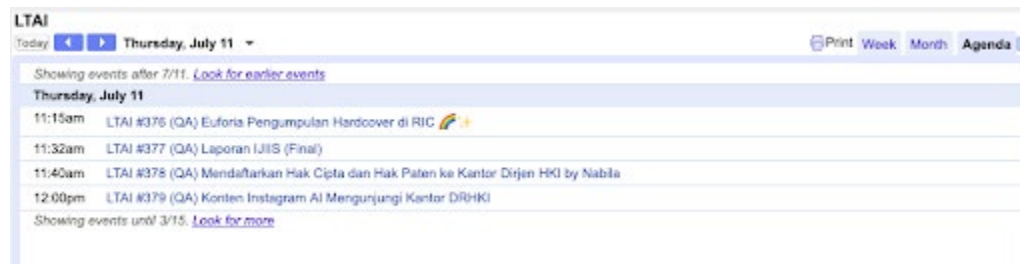 LTAI
Today Thursday, July 11
Print Week Month Agenda
Showing events after 7/11. Look for earlier events
Thursday, July 11
11:15am LTAI #376 (QA) Euforia Pengumpulan Hardcover di RIC 🌈✨
11:32am LTAI #377 (QA) Laporan IJIIS (Final)
11:40am LTAI #378 (QA) Mendaftarkan Hak Cipta dan Hak Paten ke Kantor Dirjen HKI by Nabila
12:00pm LTAI #379 (QA) Konten Instagram AI Mengunjungi Kantor DRHKI
Showing events until 3/15. Look for more